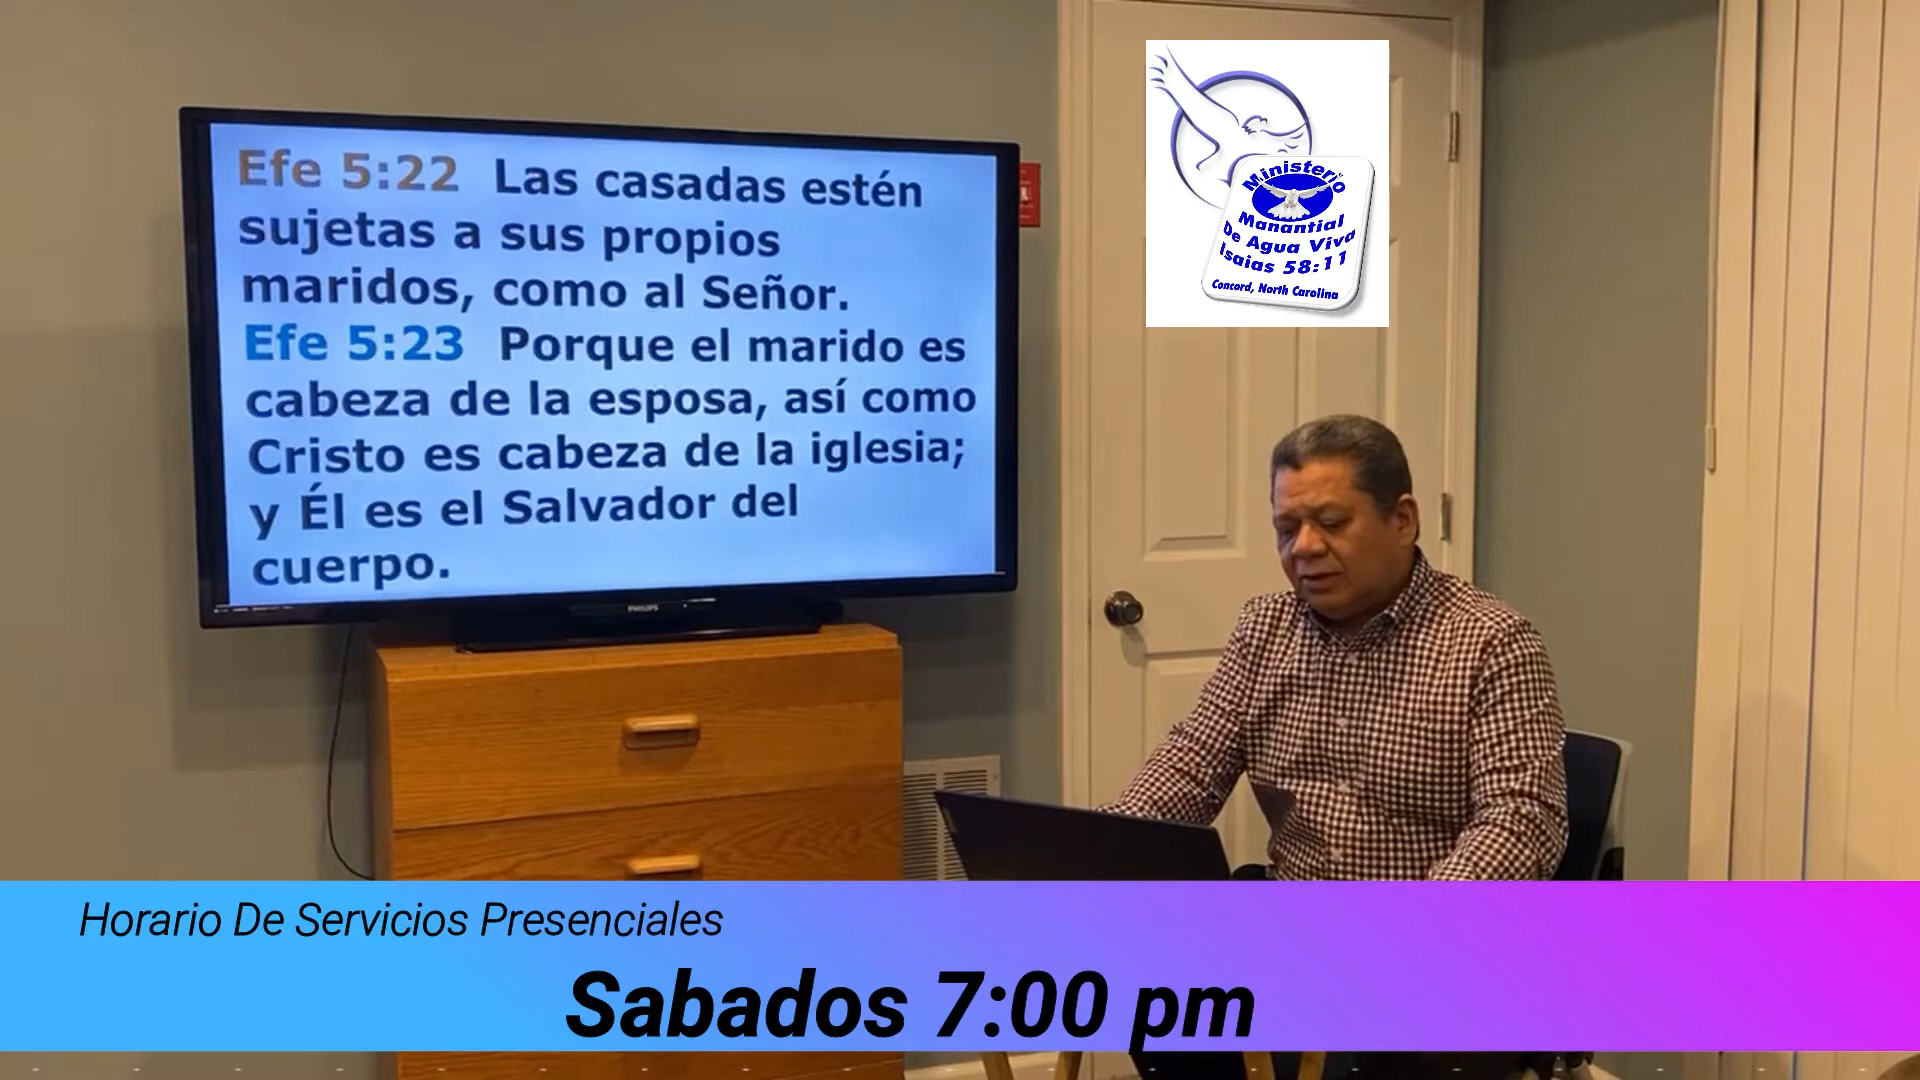 Efe 5:22 Las casadas estén
sujetas a sus propios
maridos, como al Señor.
Efe 5:23 Porque el marido es
cabeza de la esposa, así como
Cristo es cabeza de la iglesia;
y Él es el Salvador del
cuerpo.
PHILIPS
Ministerio
Manantial
De Agua Viva
Isaias 58:11
Concord, North Carolina
Horario De Servicios Presenciales
Sabados 7:00 pm